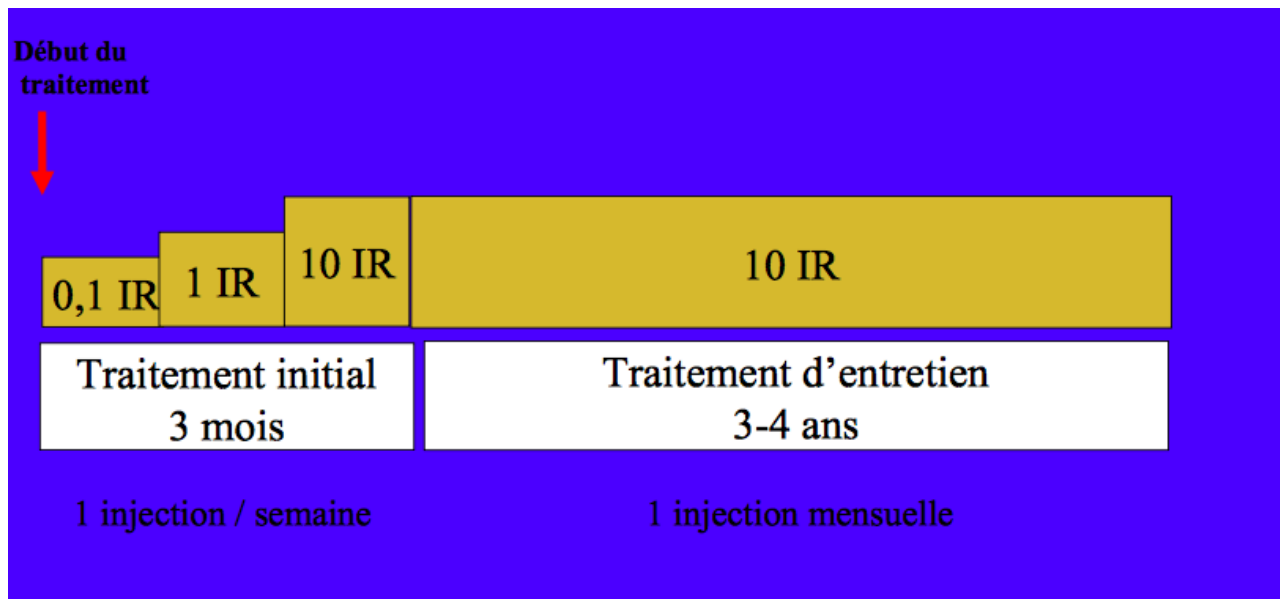 Début du
traitement
0,1 IR
1 IR
10 IR
10 IR
Traitement initial
3 mois
Traitement d’entretien
3-4 ans
1 injection / semaine
1 injection mensuelle